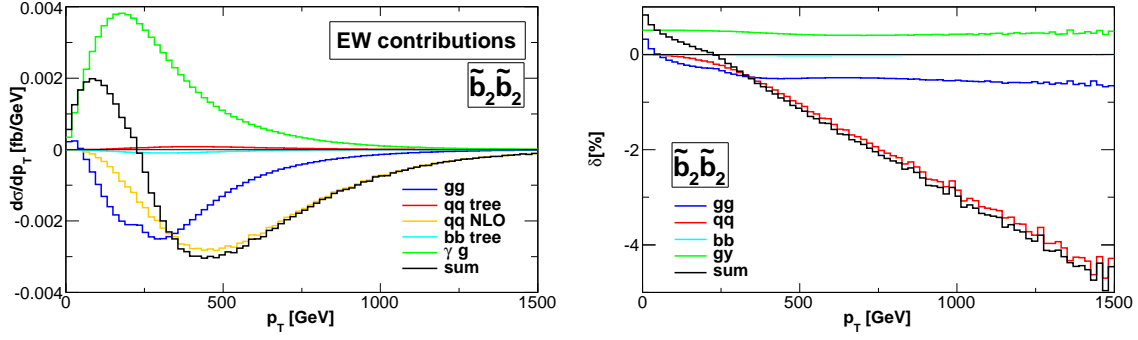 0.004
0.002
0
-0.002
-0.004
dσ/dp_T [fb/GeV]
EW contributions
b̃₂b̃₂
gg
qq tree
qq NLO
bb tree
γ g
sum
0 500 1000 1500
p_T [GeV]
0
-2
-4
δ[%]
b̃₂b̃₂
gg
qq
bb
gy
sum
0 500 1000 1500
p_T [GeV]